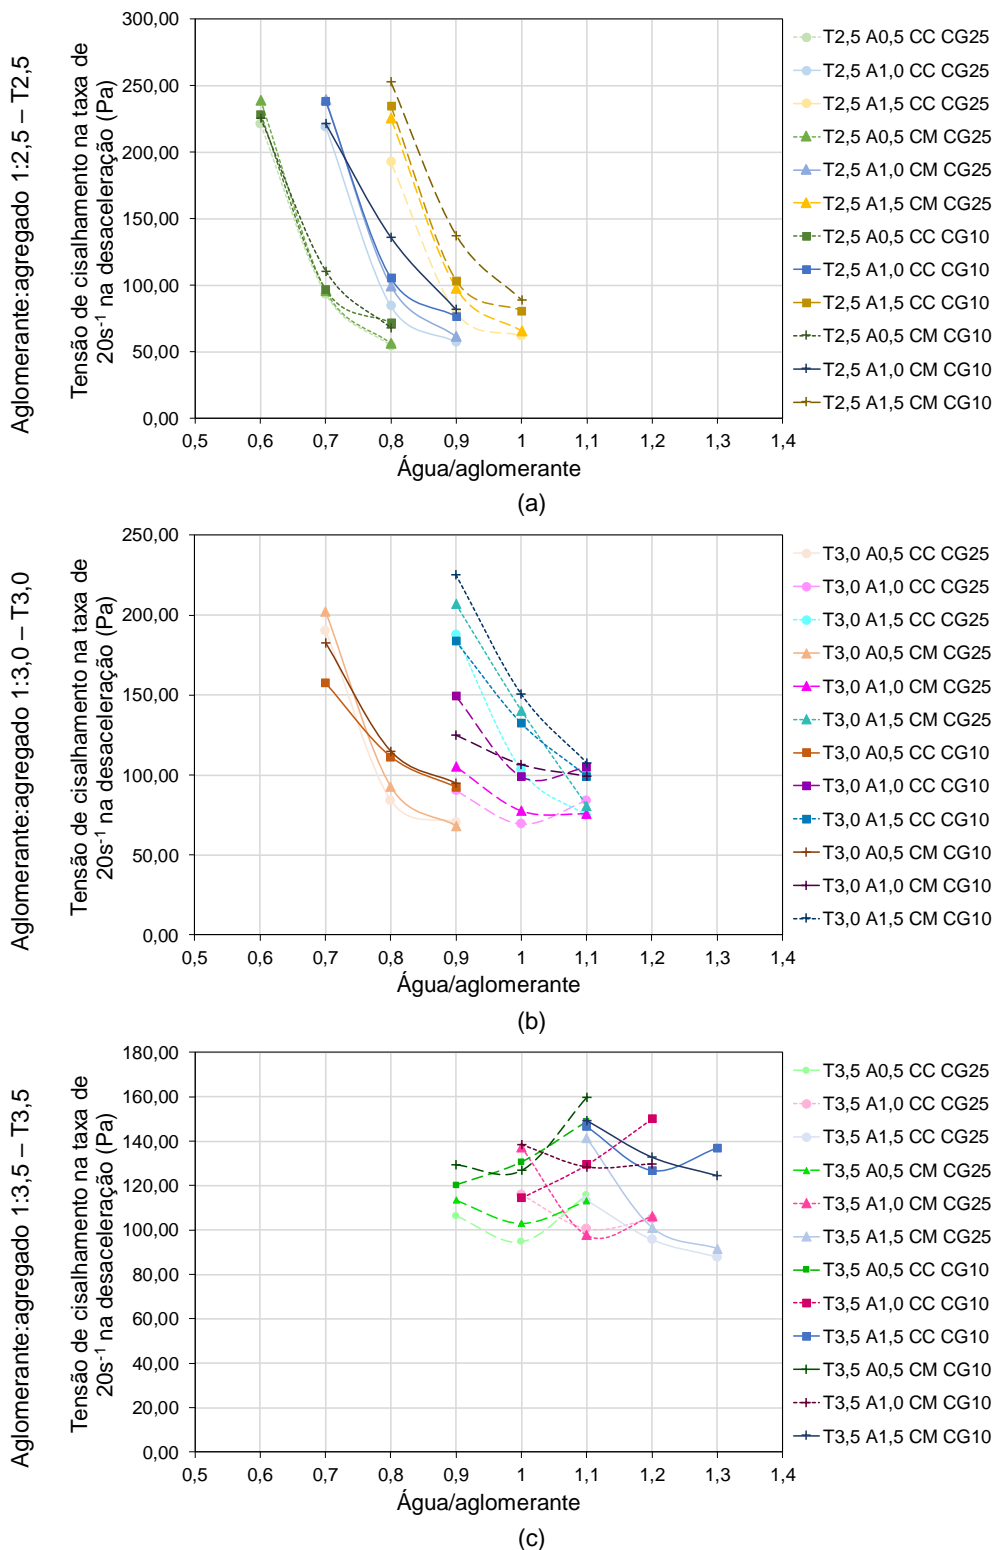 Aglomerante:agregado 1:2,5 – T2,5
Tensão de cisalhamento na taxa de
20s⁻¹ na desaceleração (Pa)
300,00
250,00
200,00
150,00
100,00
50,00
0,00
0,5 0,6 0,7 0,8 0,9 1 1,1 1,2 1,3 1,4
Água/aglomerante
T2,5 A0,5 CC CG25
T2,5 A1,0 CC CG25
T2,5 A1,5 CC CG25
T2,5 A0,5 CM CG25
T2,5 A1,0 CM CG25
T2,5 A1,5 CM CG25
T2,5 A0,5 CC CG10
T2,5 A1,0 CC CG10
T2,5 A1,5 CC CG10
T2,5 A0,5 CM CG10
T2,5 A1,0 CM CG10
T2,5 A1,5 CM CG10
(a)
Aglomerante:agregado 1:3,0 – T3,0
Tensão de cisalhamento na taxa de
20s⁻¹ na desaceleração (Pa)
250,00
200,00
150,00
100,00
50,00
0,00
0,5 0,6 0,7 0,8 0,9 1 1,1 1,2 1,3 1,4
Água/aglomerante
T3,0 A0,5 CC CG25
T3,0 A1,0 CC CG25
T3,0 A1,5 CC CG25
T3,0 A0,5 CM CG25
T3,0 A1,0 CM CG25
T3,0 A1,5 CM CG25
T3,0 A0,5 CC CG10
T3,0 A1,0 CC CG10
T3,0 A1,5 CC CG10
T3,0 A0,5 CM CG10
T3,0 A1,0 CM CG10
T3,0 A1,5 CM CG10
(b)
Aglomerante:agregado 1:3,5 – T3,5
Tensão de cisalhamento na taxa de
20s⁻¹ na desaceleração (Pa)
180,00
160,00
140,00
120,00
100,00
80,00
60,00
40,00
20,00
0,00
0,5 0,6 0,7 0,8 0,9 1 1,1 1,2 1,3 1,4
Água/aglomerante
T3,5 A0,5 CC CG25
T3,5 A1,0 CC CG25
T3,5 A1,5 CC CG25
T3,5 A0,5 CM CG25
T3,5 A1,0 CM CG25
T3,5 A1,5 CM CG25
T3,5 A0,5 CC CG10
T3,5 A1,0 CC CG10
T3,5 A1,5 CC CG10
T3,5 A0,5 CM CG10
T3,5 A1,0 CM CG10
T3,5 A1,5 CM CG10
(c)